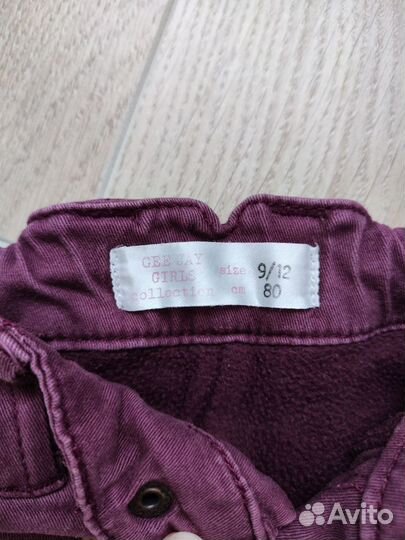 GEE JAY
GIRLS
collection
size 9/12
cm 80
Avito